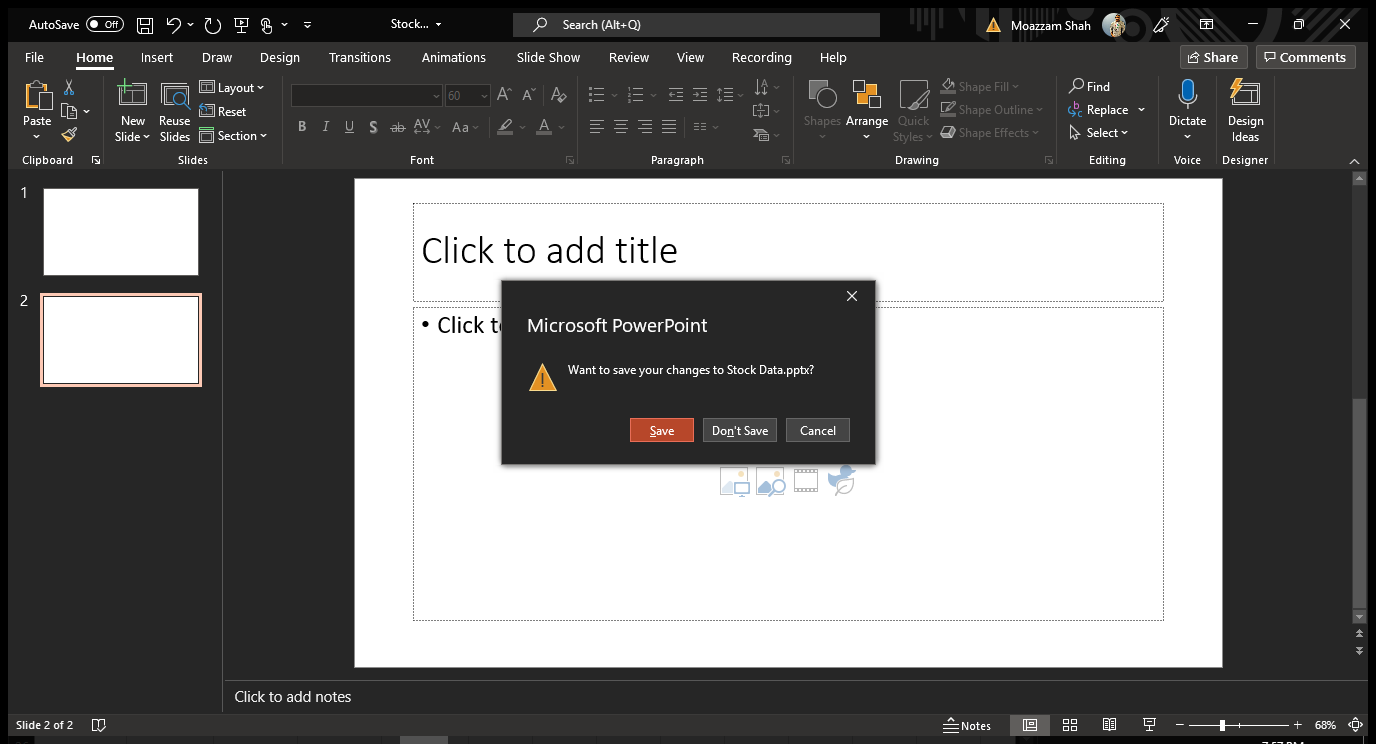 AutoSave Off Stock... Search (Alt+Q) Moazzam Shah
File Home Insert Draw Design Transitions Animations Slide Show Review View Recording Help Share Comments
Paste
New
Slide
Reuse
Slides
Layout
Reset
Section
60
A A A
B I U S ab AV Aa A
Shapes
Arrange
Quick
Styles
Shape Fill
Shape Outline
Shape Effects
Find
Replace
Select
Dictate
Design
Ideas
Clipboard Slides Font Paragraph Drawing Editing Voice Designer
1
2
Click to add title
• Click t
Microsoft PowerPoint
Want to save your changes to Stock Data.pptx?
Save Don't Save Cancel
Click to add notes
Slide 2 of 2 Notes 68%